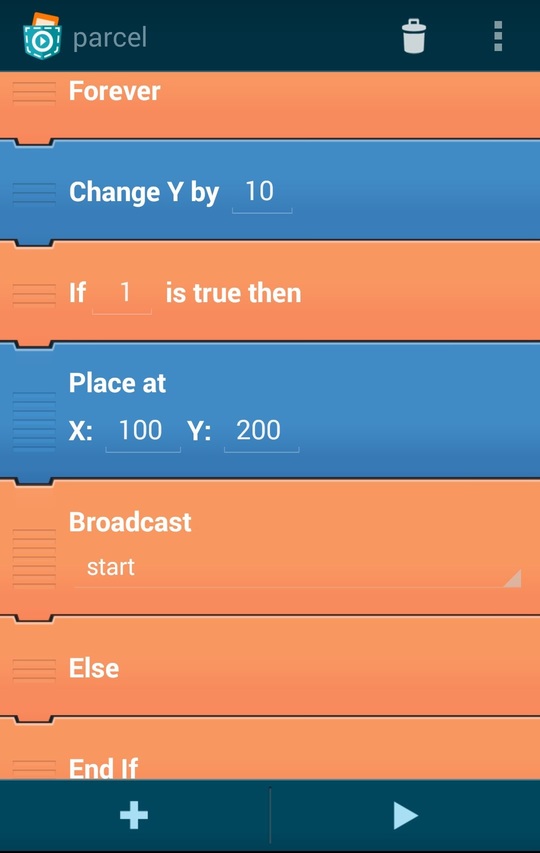 parcel
Forever
Change Y by 10
If 1 is true then
Place at
X: 100 Y: 200
Broadcast
start
Else
End If